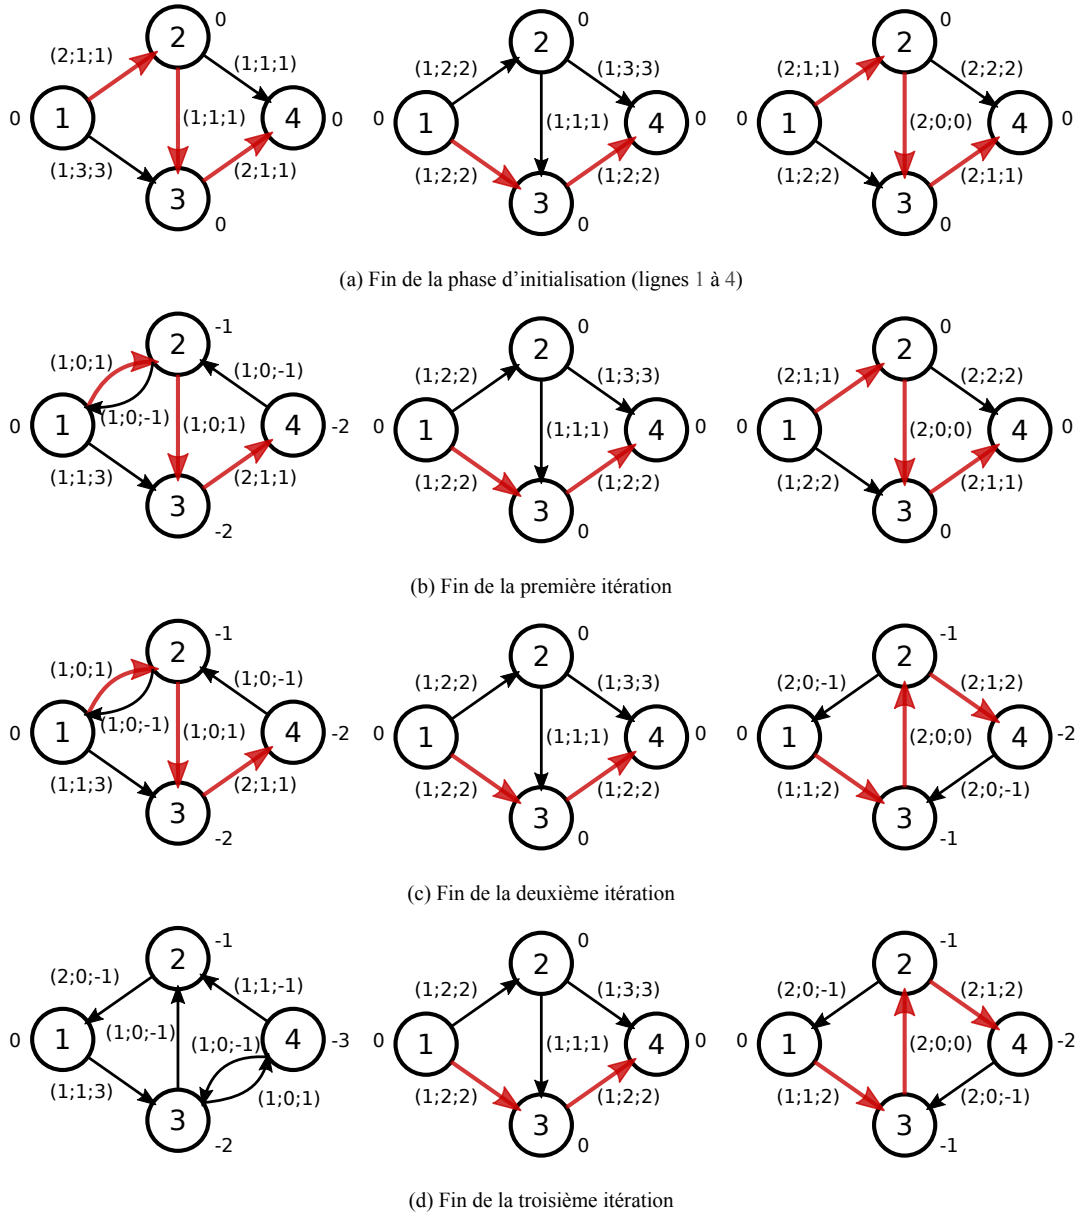 0 0 0
2 2 2
(2;1;1) (1;1;1) (1;2;2) (1;3;3) (2;1;1) (2;2;2)
0 1 (1;1;1) 4 0 0 1 (1;1;1) 4 0 0 1 (2;0;0) 4 0
(1;3;3) (2;1;1) (1;2;2) (1;2;2) (1;2;2) (2;1;1)
3 3 3
0 0 0
(a) Fin de la phase d'initialisation (lignes 1 à 4)
-1 0 0
2 2 2
(1;0;1) (1;0;-1) (1;2;2) (1;3;3) (2;1;1) (2;2;2)
0 1 (1;0;-1) (1;0;1) 4 -2 0 1 (1;1;1) 4 0 0 1 (2;0;0) 4 0
(1;1;3) (2;1;1) (1;2;2) (1;2;2) (1;2;2) (2;1;1)
3 3 3
-2 0 0
(b) Fin de la première itération
-1 0 -1
2 2 2
(1;0;1) (1;0;-1) (1;2;2) (1;3;3) (2;0;-1) (2;1;2)
0 1 (1;0;-1) (1;0;1) 4 -2 0 1 (1;1;1) 4 0 0 1 (2;0;0) 4 -2
(1;1;3) (2;1;1) (1;2;2) (1;2;2) (1;1;2) (2;0;-1)
3 3 3
-2 0 -1
(c) Fin de la deuxième itération
-1 0 -1
2 2 2
(2;0;-1) (1;1;-1) (1;2;2) (1;3;3) (2;0;-1) (2;1;2)
0 1 (1;0;-1) (1;0;-1) 4 -3 0 1 (1;1;1) 4 0 0 1 (2;0;0) 4 -2
(1;1;3) (1;0;1) (1;2;2) (1;2;2) (1;1;2) (2;0;-1)
3 3 3
-2 0 -1
(d) Fin de la troisième itération